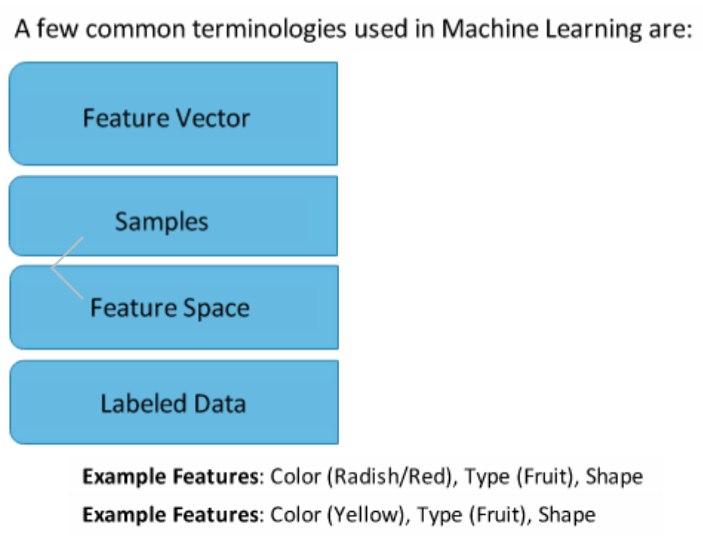 A few common terminologies used in Machine Learning are:
Feature Vector
Samples
Feature Space
Labeled Data
Example Features: Color (Radish/Red), Type (Fruit), Shape
Example Features: Color (Yellow), Type (Fruit), Shape